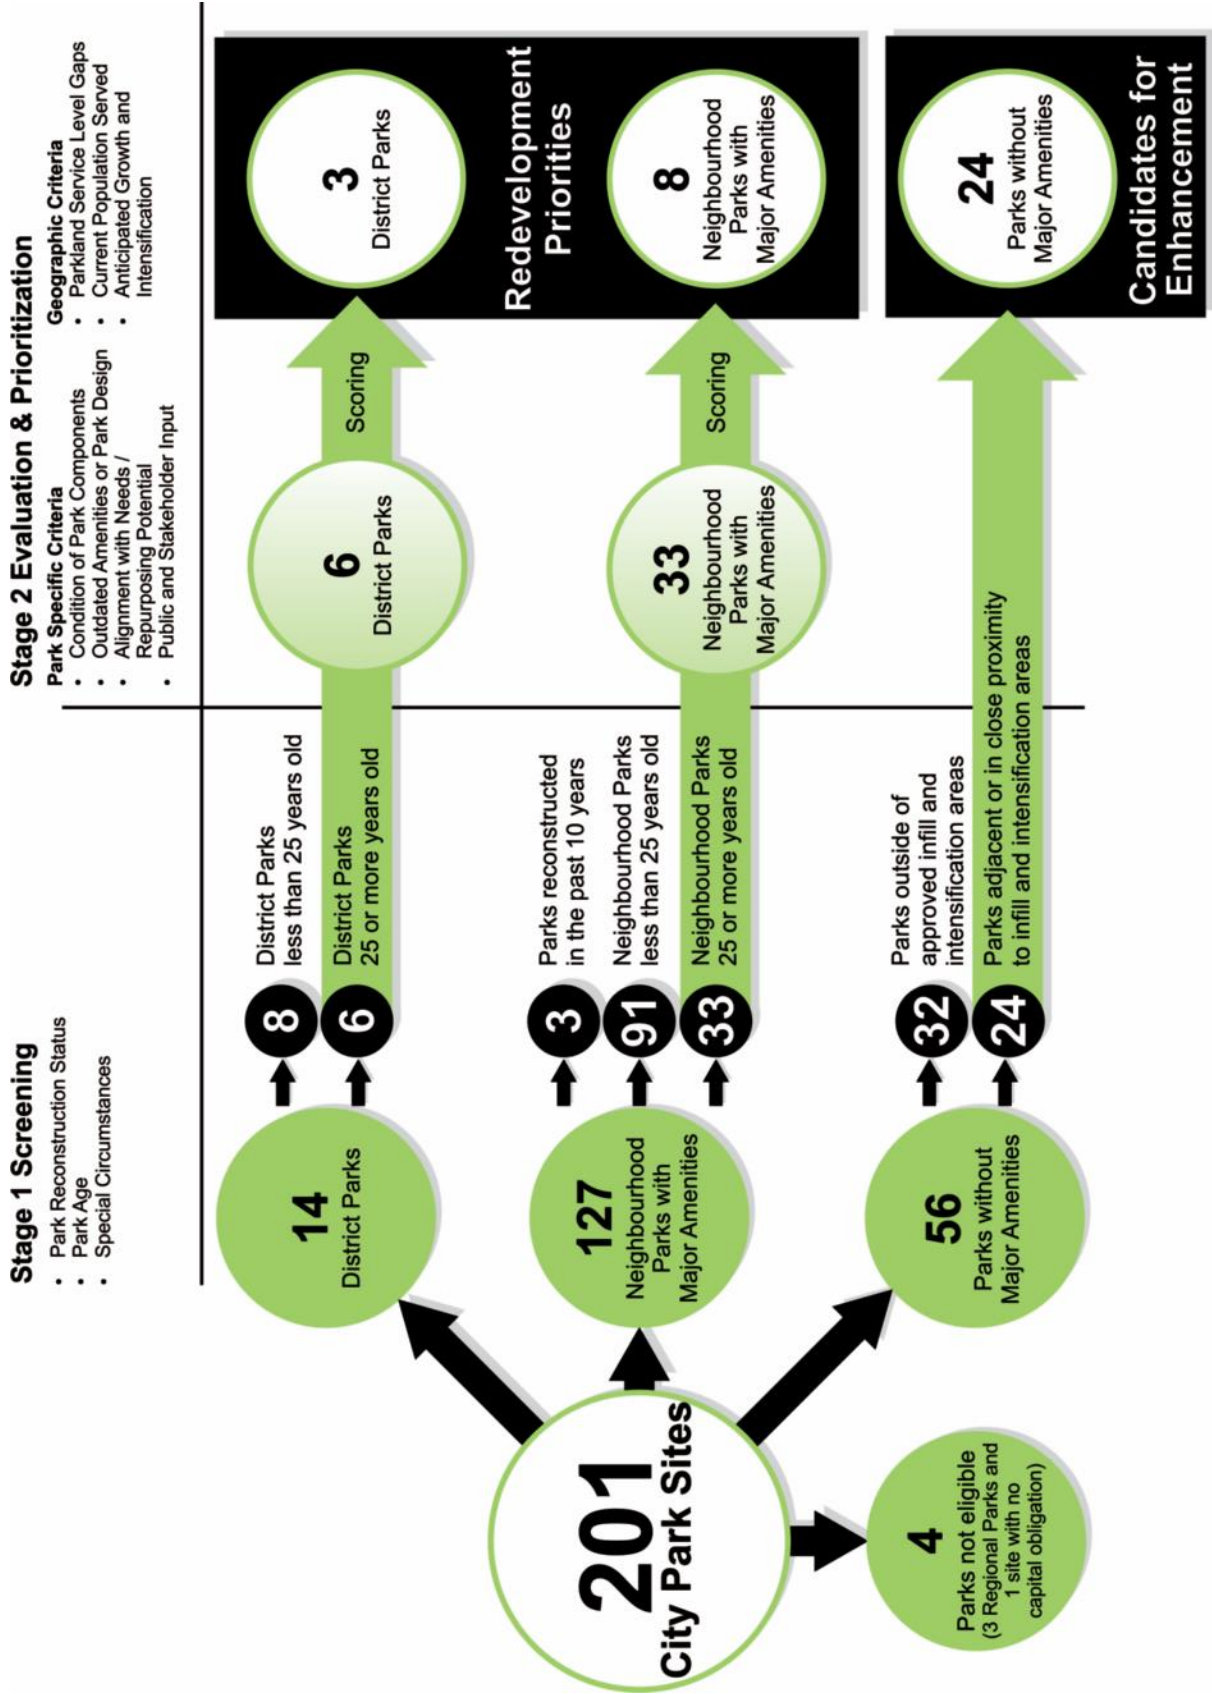 Stage 1 Screening
• Park Reconstruction Status
• Park Age
• Special Circumstances
Stage 2 Evaluation & Prioritization
Park Specific Criteria
• Condition of Park Components
• Outdated Amenities or Park Design
• Alignment with Needs /
Repurposing Potential
• Public and Stakeholder Input
Geographic Criteria
• Parkland Service Level Gaps
• Current Population Served
• Anticipated Growth and
Intensification
201
City Park Sites
4
Parks not eligible
(3 Regional Parks and
1 site with no
capital obligation)
14
District Parks
8
District Parks
less than 25 years old
6
District Parks
25 or more years old
6
District Parks
Scoring
3
District Parks
Redevelopment
Priorities
127
Neighbourhood
Parks with
Major Amenities
3
Parks reconstructed
in the past 10 years
91
Neighbourhood Parks
less than 25 years old
33
Neighbourhood Parks
25 or more years old
33
Neighbourhood
Parks with
Major Amenities
Scoring
8
Neighbourhood
Parks with
Major Amenities
56
Parks without
Major Amenities
32
Parks outside of
approved infill and
intensification areas
24
Parks adjacent or in close proximity
to infill and intensification areas
24
Parks without
Major Amenities
Candidates for
Enhancement